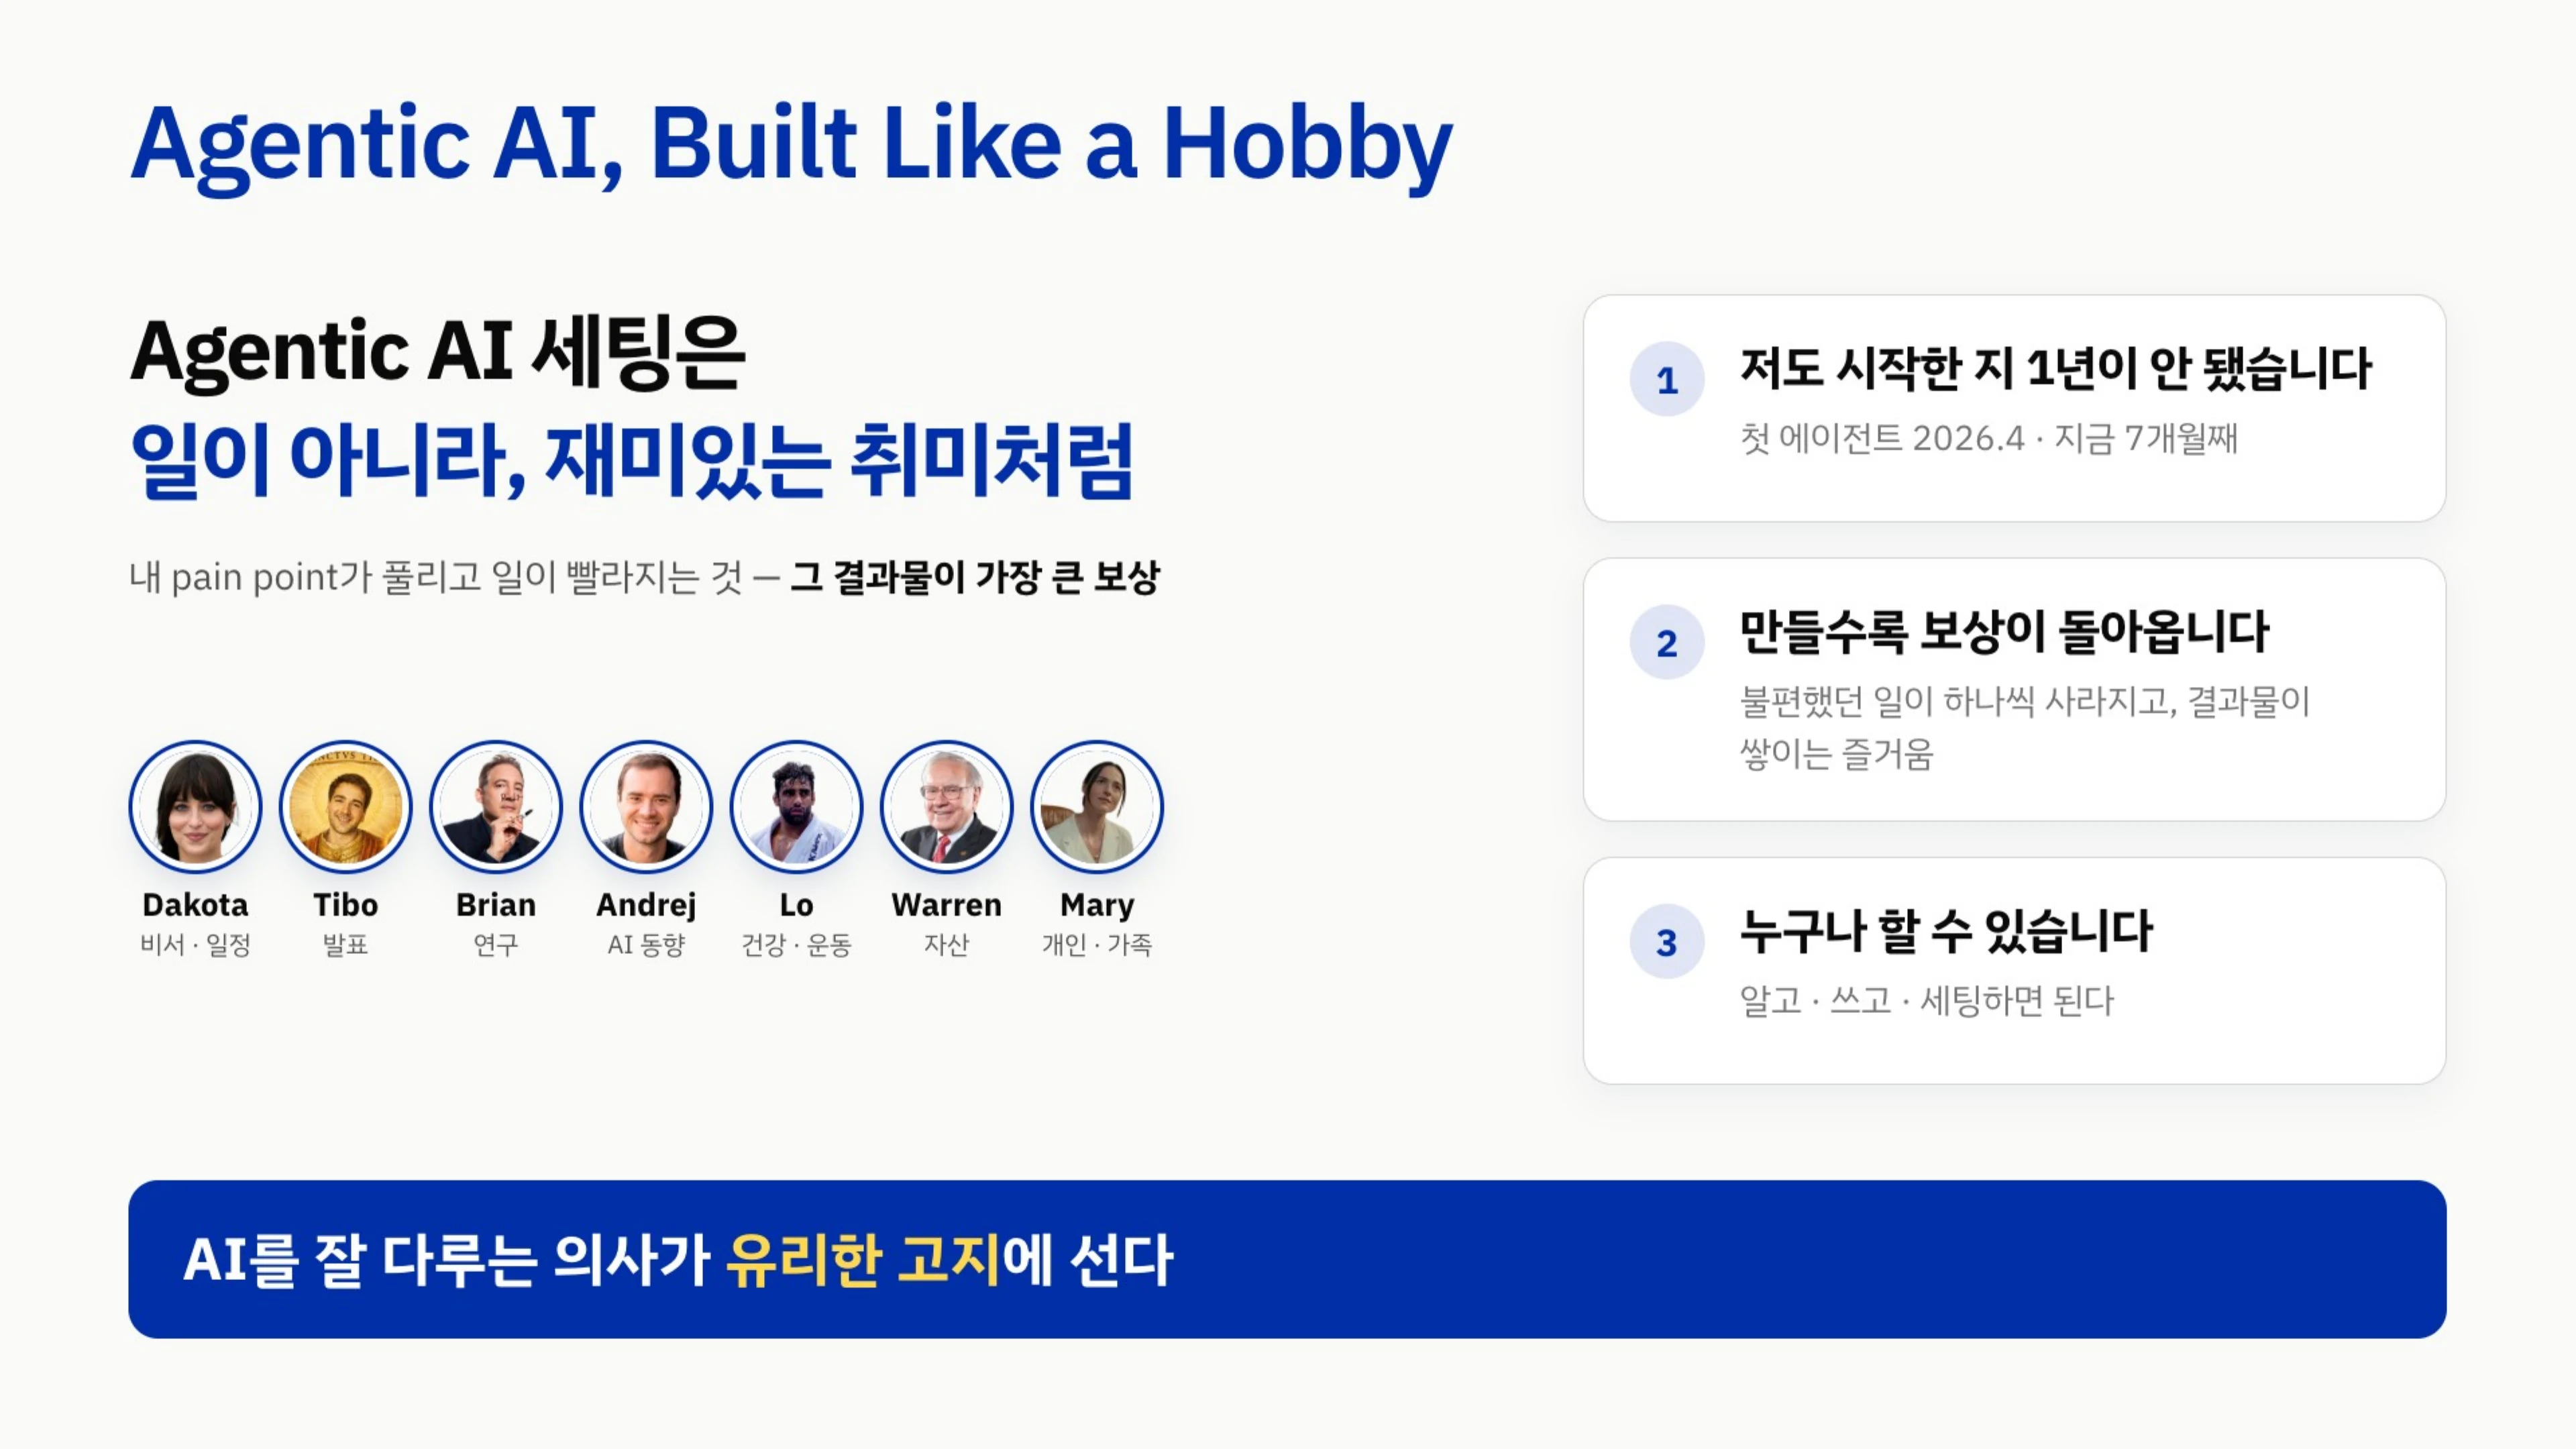 Agentic AI, Built Like a Hobby
Agentic AI 세팅은
일이 아니라, 재미있는 취미처럼
내 pain point가 풀리고 일이 빨라지는 것 — 그 결과물이 가장 큰 보상
Dakota
비서 · 일정
Tibo
발표
Brian
연구
Andrej
AI 동향
Lo
건강 · 운동
Warren
자산
Mary
개인 · 가족
1
저도 시작한 지 1년이 안 됐습니다
첫 에이전트 2026.4 · 지금 7개월째
2
만들수록 보상이 돌아옵니다
불편했던 일이 하나씩 사라지고, 결과물이
쌓이는 즐거움
3
누구나 할 수 있습니다
알고 · 쓰고 · 세팅하면 된다
AI를 잘 다루는 의사가 유리한 고지에 선다